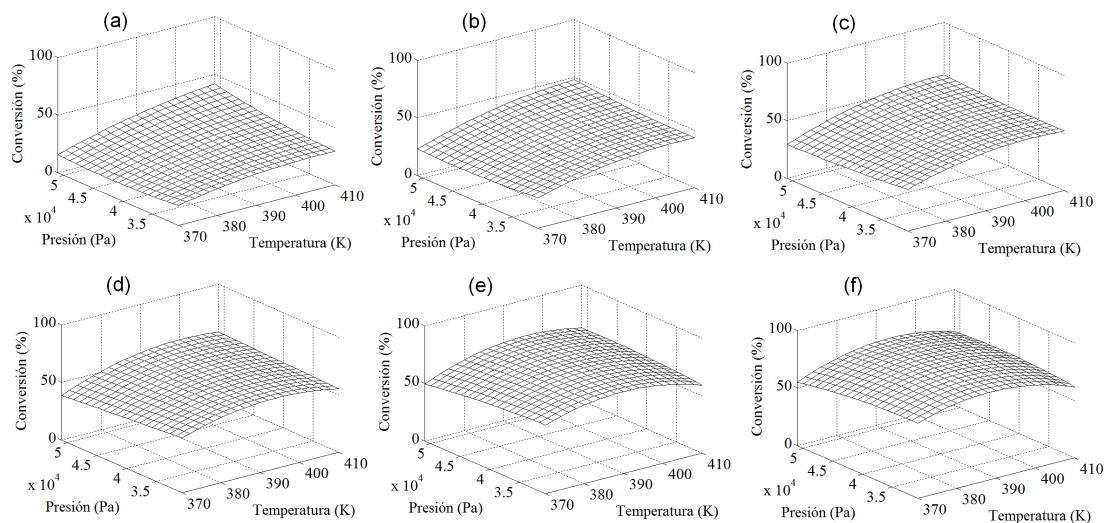 (a)
Conversión (%)
100
50
0
5
4.5
4
3.5
x 10^4
Presión (Pa)
370
380
390
400
410
Temperatura (K)
(b)
Conversión (%)
100
50
0
5
4.5
4
3.5
x 10^4
Presión (Pa)
370
380
390
400
410
Temperatura (K)
(c)
Conversión (%)
100
50
0
5
4.5
4
3.5
x 10^4
Presión (Pa)
370
380
390
400
410
Temperatura (K)
(d)
Conversión (%)
100
50
0
5
4.5
4
3.5
x 10^4
Presión (Pa)
370
380
390
400
410
Temperatura (K)
(e)
Conversión (%)
100
50
0
5
4.5
4
3.5
x 10^4
Presión (Pa)
370
380
390
400
410
Temperatura (K)
(f)
Conversión (%)
100
50
0
5
4.5
4
3.5
x 10^4
Presión (Pa)
370
380
390
400
410
Temperatura (K)